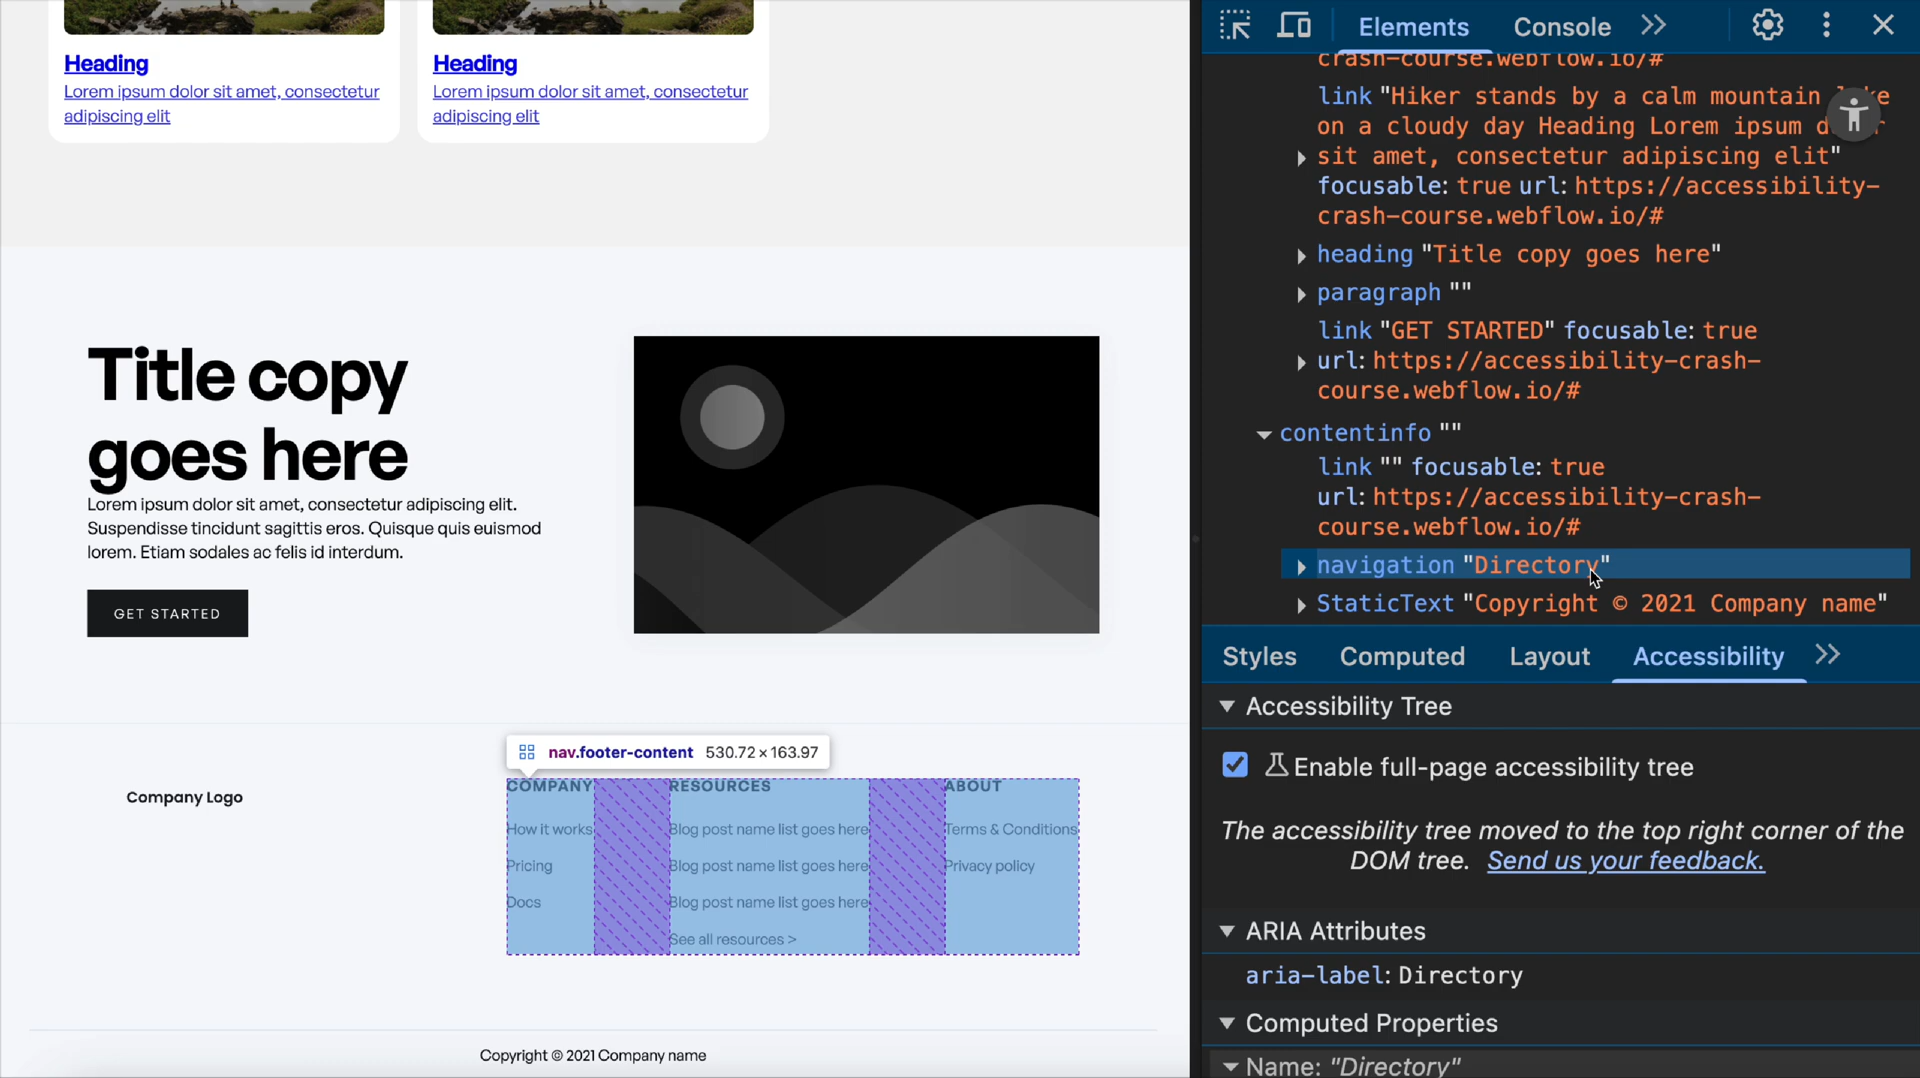 Heading
Lorem ipsum dolor sit amet, consectetur
adipiscing elit
Heading
Lorem ipsum dolor sit amet, consectetur
adipiscing elit
Title copy
goes here
Lorem ipsum dolor sit amet, consectetur adipiscing elit.
Suspendisse tincidunt sagittis eros. Quisque quis euismod
lorem. Etiam sodales ac felis id interdum.
GET STARTED
nav.footer-content 530.72×163.97
Company Logo
COMPANY
How it works
Pricing
Docs
RESOURCES
Blog post name list goes here
Blog post name list goes here
Blog post name list goes here
See all resources >
ABOUT
Terms & Conditions
Privacy policy
Copyright © 2021 Company name
Elements Console
crash-course.webflow.io/#
link "Hiker stands by a calm mountain
on a cloudy day Heading Lorem ipsum
sit amet, consectetur adipiscing elit"
focusable: true url: https://accessibility-
crash-course.webflow.io/#
heading "Title copy goes here"
paragraph ""
link "GET STARTED" focusable: true
url: https://accessibility-crash-
course.webflow.io/#
contentinfo ""
link "" focusable: true
url: https://accessibility-crash-
course.webflow.io/#
navigation "Directory"
StaticText "Copyright © 2021 Company name"
Styles Computed Layout Accessibility
Accessibility Tree
Enable full-page accessibility tree
The accessibility tree moved to the top right corner of the
DOM tree. Send us your feedback.
ARIA Attributes
aria-label: Directory
Computed Properties
Name: "Directory"